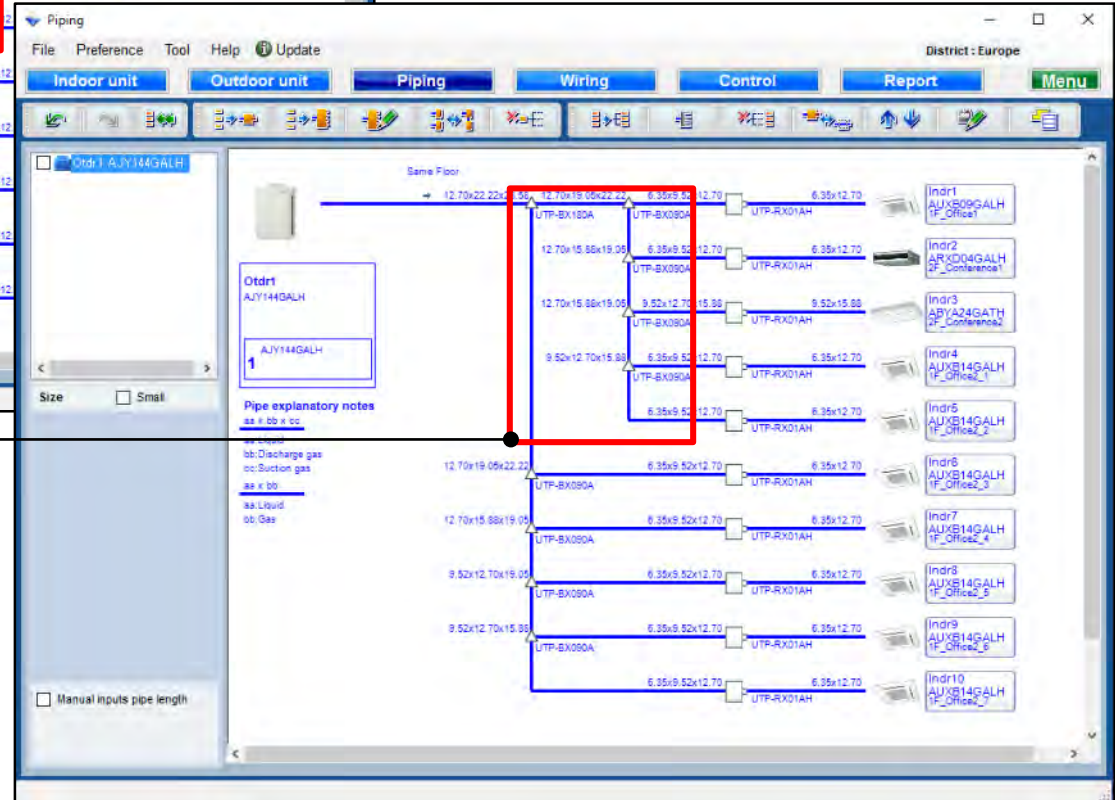 Piping
File Preference Tool Help Update District : Europe
Indoor unit Outdoor unit Piping Wiring Control Report Menu
Otdr1 AJY144GALH
Size Small
Manual inputs pipe length
Same Floor
Otdr1
AJY144GALH
AJY144GALH
1
Pipe explanatory notes
aa x bb x cc
aa:Liquid
bb:Discharge gas
cc:Suction gas
aa x bb
aa:Liquid
bb:Gas
12.70x19.05x22.22 6.35x9.52x12.70 6.35x12.70
UTP-BX180A UTP-BX090A UTP-RX01AH
Indr1
AUXB09GALH
1F_Office1
12.70x15.88x19.05 6.35x9.52x12.70 6.35x12.70
UTP-BX090A UTP-RX01AH
Indr2
ARXD04GALH
2F_Conference1
12.70x15.88x19.05 9.52x12.70x15.88 9.52x15.88
UTP-BX090A UTP-RX01AH
Indr3
ABYA24GATH
2F_Conference2
9.52x12.70x15.88 6.35x9.52x12.70 6.35x12.70
UTP-BX090A UTP-RX01AH
Indr4
AUXB14GALH
1F_Office2_1
6.35x9.52x12.70 6.35x12.70
UTP-RX01AH
Indr5
AUXB14GALH
1F_Office2_2
12.70x19.05x22.22 6.35x9.52x12.70 6.35x12.70
UTP-BX090A UTP-RX01AH
Indr6
AUXB14GALH
1F_Office2_3
12.70x15.88x19.05 6.35x9.52x12.70 6.35x12.70
UTP-BX090A UTP-RX01AH
Indr7
AUXB14GALH
1F_Office2_4
9.52x12.70x19.05 6.35x9.52x12.70 6.35x12.70
UTP-BX090A UTP-RX01AH
Indr8
AUXB14GALH
1F_Office2_5
9.52x12.70x15.88 6.35x9.52x12.70 6.35x12.70
UTP-BX090A UTP-RX01AH
Indr9
AUXB14GALH
1F_Office2_6
6.35x9.52x12.70 6.35x12.70
UTP-RX01AH
Indr10
AUXB14GALH
1F_Office2_7